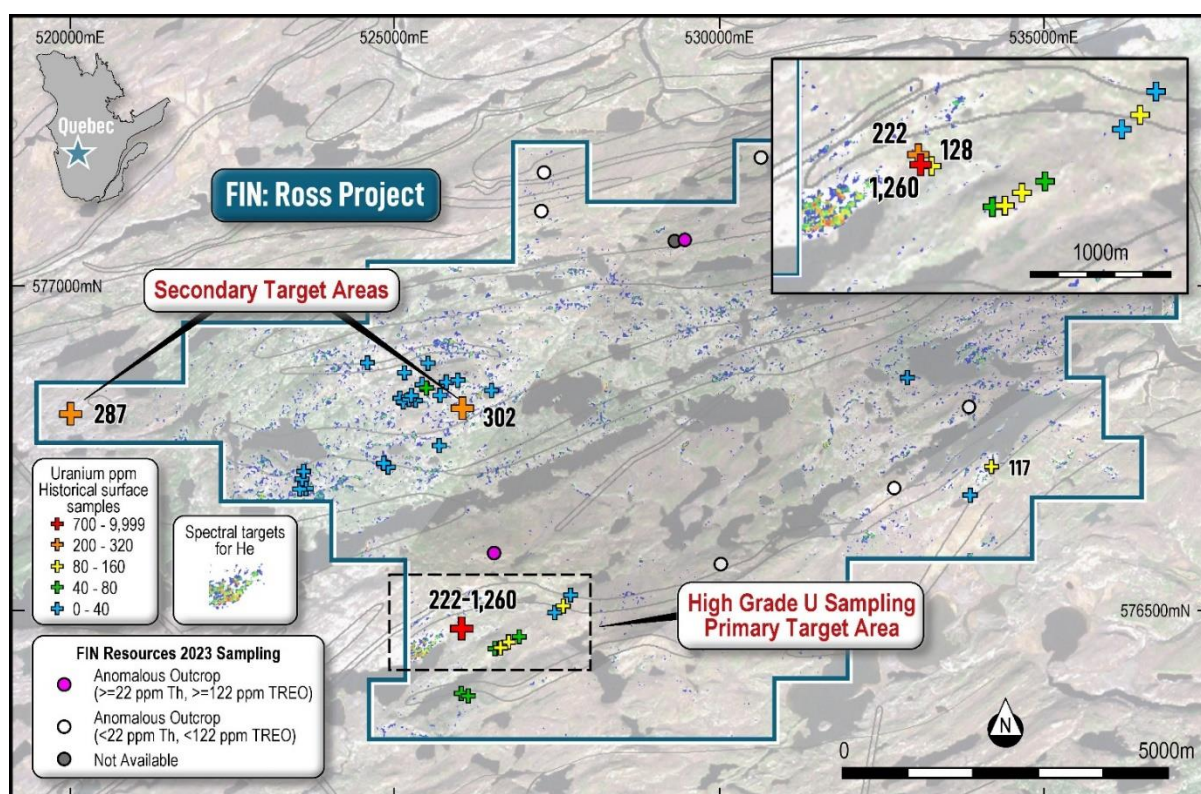 520000mE
525000mE
530000mE
535000mE
Quebec
FIN: Ross Project
222
128
1,260
1000m
577000mN
Secondary Target Areas
287
302
117
Uranium ppm
Historical surface
samples
700 - 9,999
200 - 320
80 - 160
40 - 80
0 - 40
Spectral targets
for He
222-1,260
High Grade U Sampling
Primary Target Area
576500mN
FIN Resources 2023 Sampling
Anomalous Outcrop
(>=22 ppm Th, >=122 ppm TREO)
Anomalous Outcrop
(<22 ppm Th, <122 ppm TREO)
Not Available
N
0
5000m